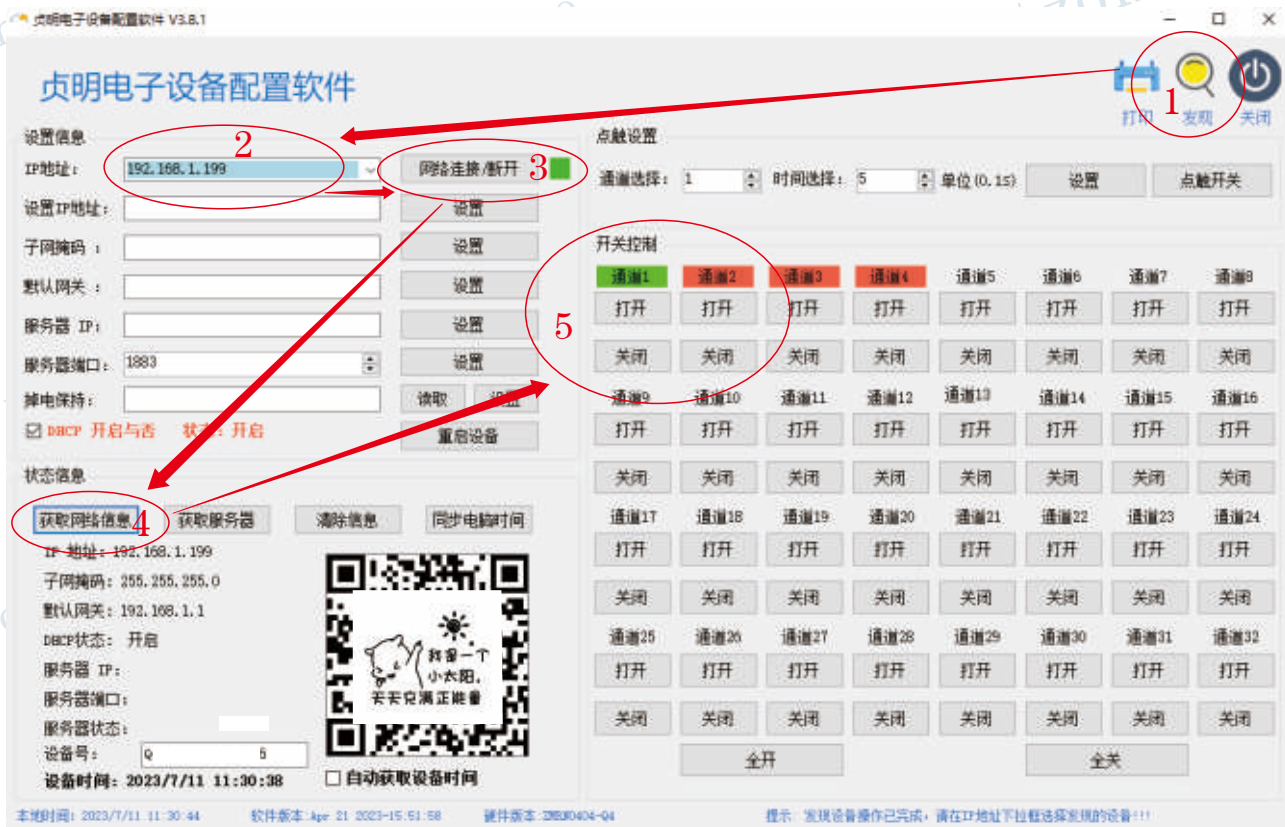 贞明电子设备配置软件 V3.8.1
贞明电子设备配置软件
打印 发现 关闭
1
设置信息
2
IP地址: 192.168.1.199 网络连接/断开 3
设置IP地址: 设置
子网掩码 : 设置
默认网关 : 设置
服务器 IP: 设置
服务器端口: 1883 设置
掉电保持: 读取 设置
DHCP 开启与否 状态: 开启 重启设备
点触设置
通道选择: 1 时间选择: 5 单位(0.1S) 设置 点触开关
开关控制
5
通道1 通道2 通道3 通道4 通道5 通道6 通道7 通道8
打开 打开 打开 打开 打开 打开 打开 打开
关闭 关闭 关闭 关闭 关闭 关闭 关闭 关闭
通道9 通道10 通道11 通道12 通道13 通道14 通道15 通道16
打开 打开 打开 打开 打开 打开 打开 打开
关闭 关闭 关闭 关闭 关闭 关闭 关闭 关闭
通道17 通道18 通道19 通道20 通道21 通道22 通道23 通道24
打开 打开 打开 打开 打开 打开 打开 打开
关闭 关闭 关闭 关闭 关闭 关闭 关闭 关闭
通道25 通道26 通道27 通道28 通道29 通道30 通道31 通道32
打开 打开 打开 打开 打开 打开 打开 打开
关闭 关闭 关闭 关闭 关闭 关闭 关闭 关闭
全开 全关
状态信息
获取网络信息 4 获取服务器 清除信息 同步电脑时间
IP 地址: 192.168.1.199
子网掩码: 255.255.255.0
默认网关: 192.168.1.1
DHCP状态: 开启
服务器 IP:
服务器端口:
服务器状态:
设备号: Q 6
设备时间: 2023/7/11 11:30:38 自动获取设备时间
我是一个
小太阳,
天天充满正能量
本地时间: 2023/7/11 11:30:44 软件版本:Apr 21 2023-15:51:58 硬件版本: 提示: 发现设备操作已完成, 请在IP地址下拉框选择发现的设备!!!